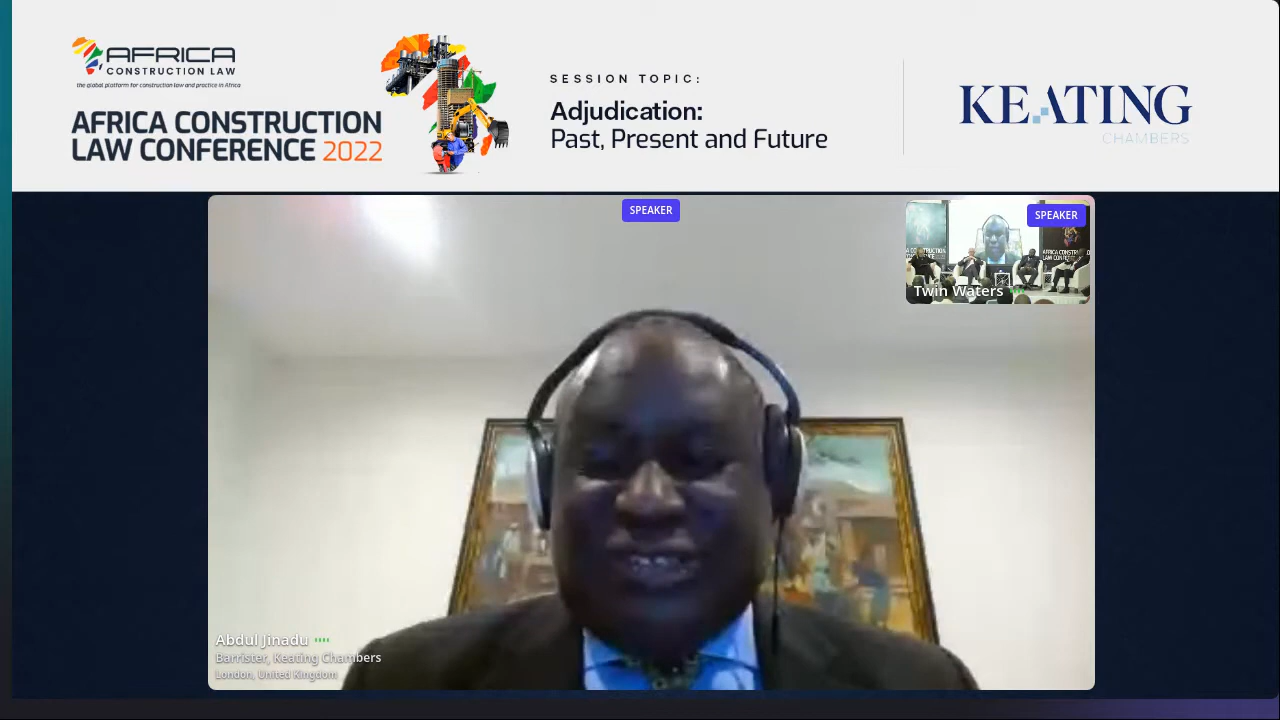 AFRICA
CONSTRUCTION LAW
the global platform for construction law and practice in Africa
AFRICA CONSTRUCTION
LAW CONFERENCE 2022
SESSION TOPIC:
Adjudication:
Past, Present and Future
KEATING
CHAMBERS
SPEAKER
SPEAKER
Twin Waters
Abdul Jinadu
Barrister, Keating Chambers
London, United Kingdom